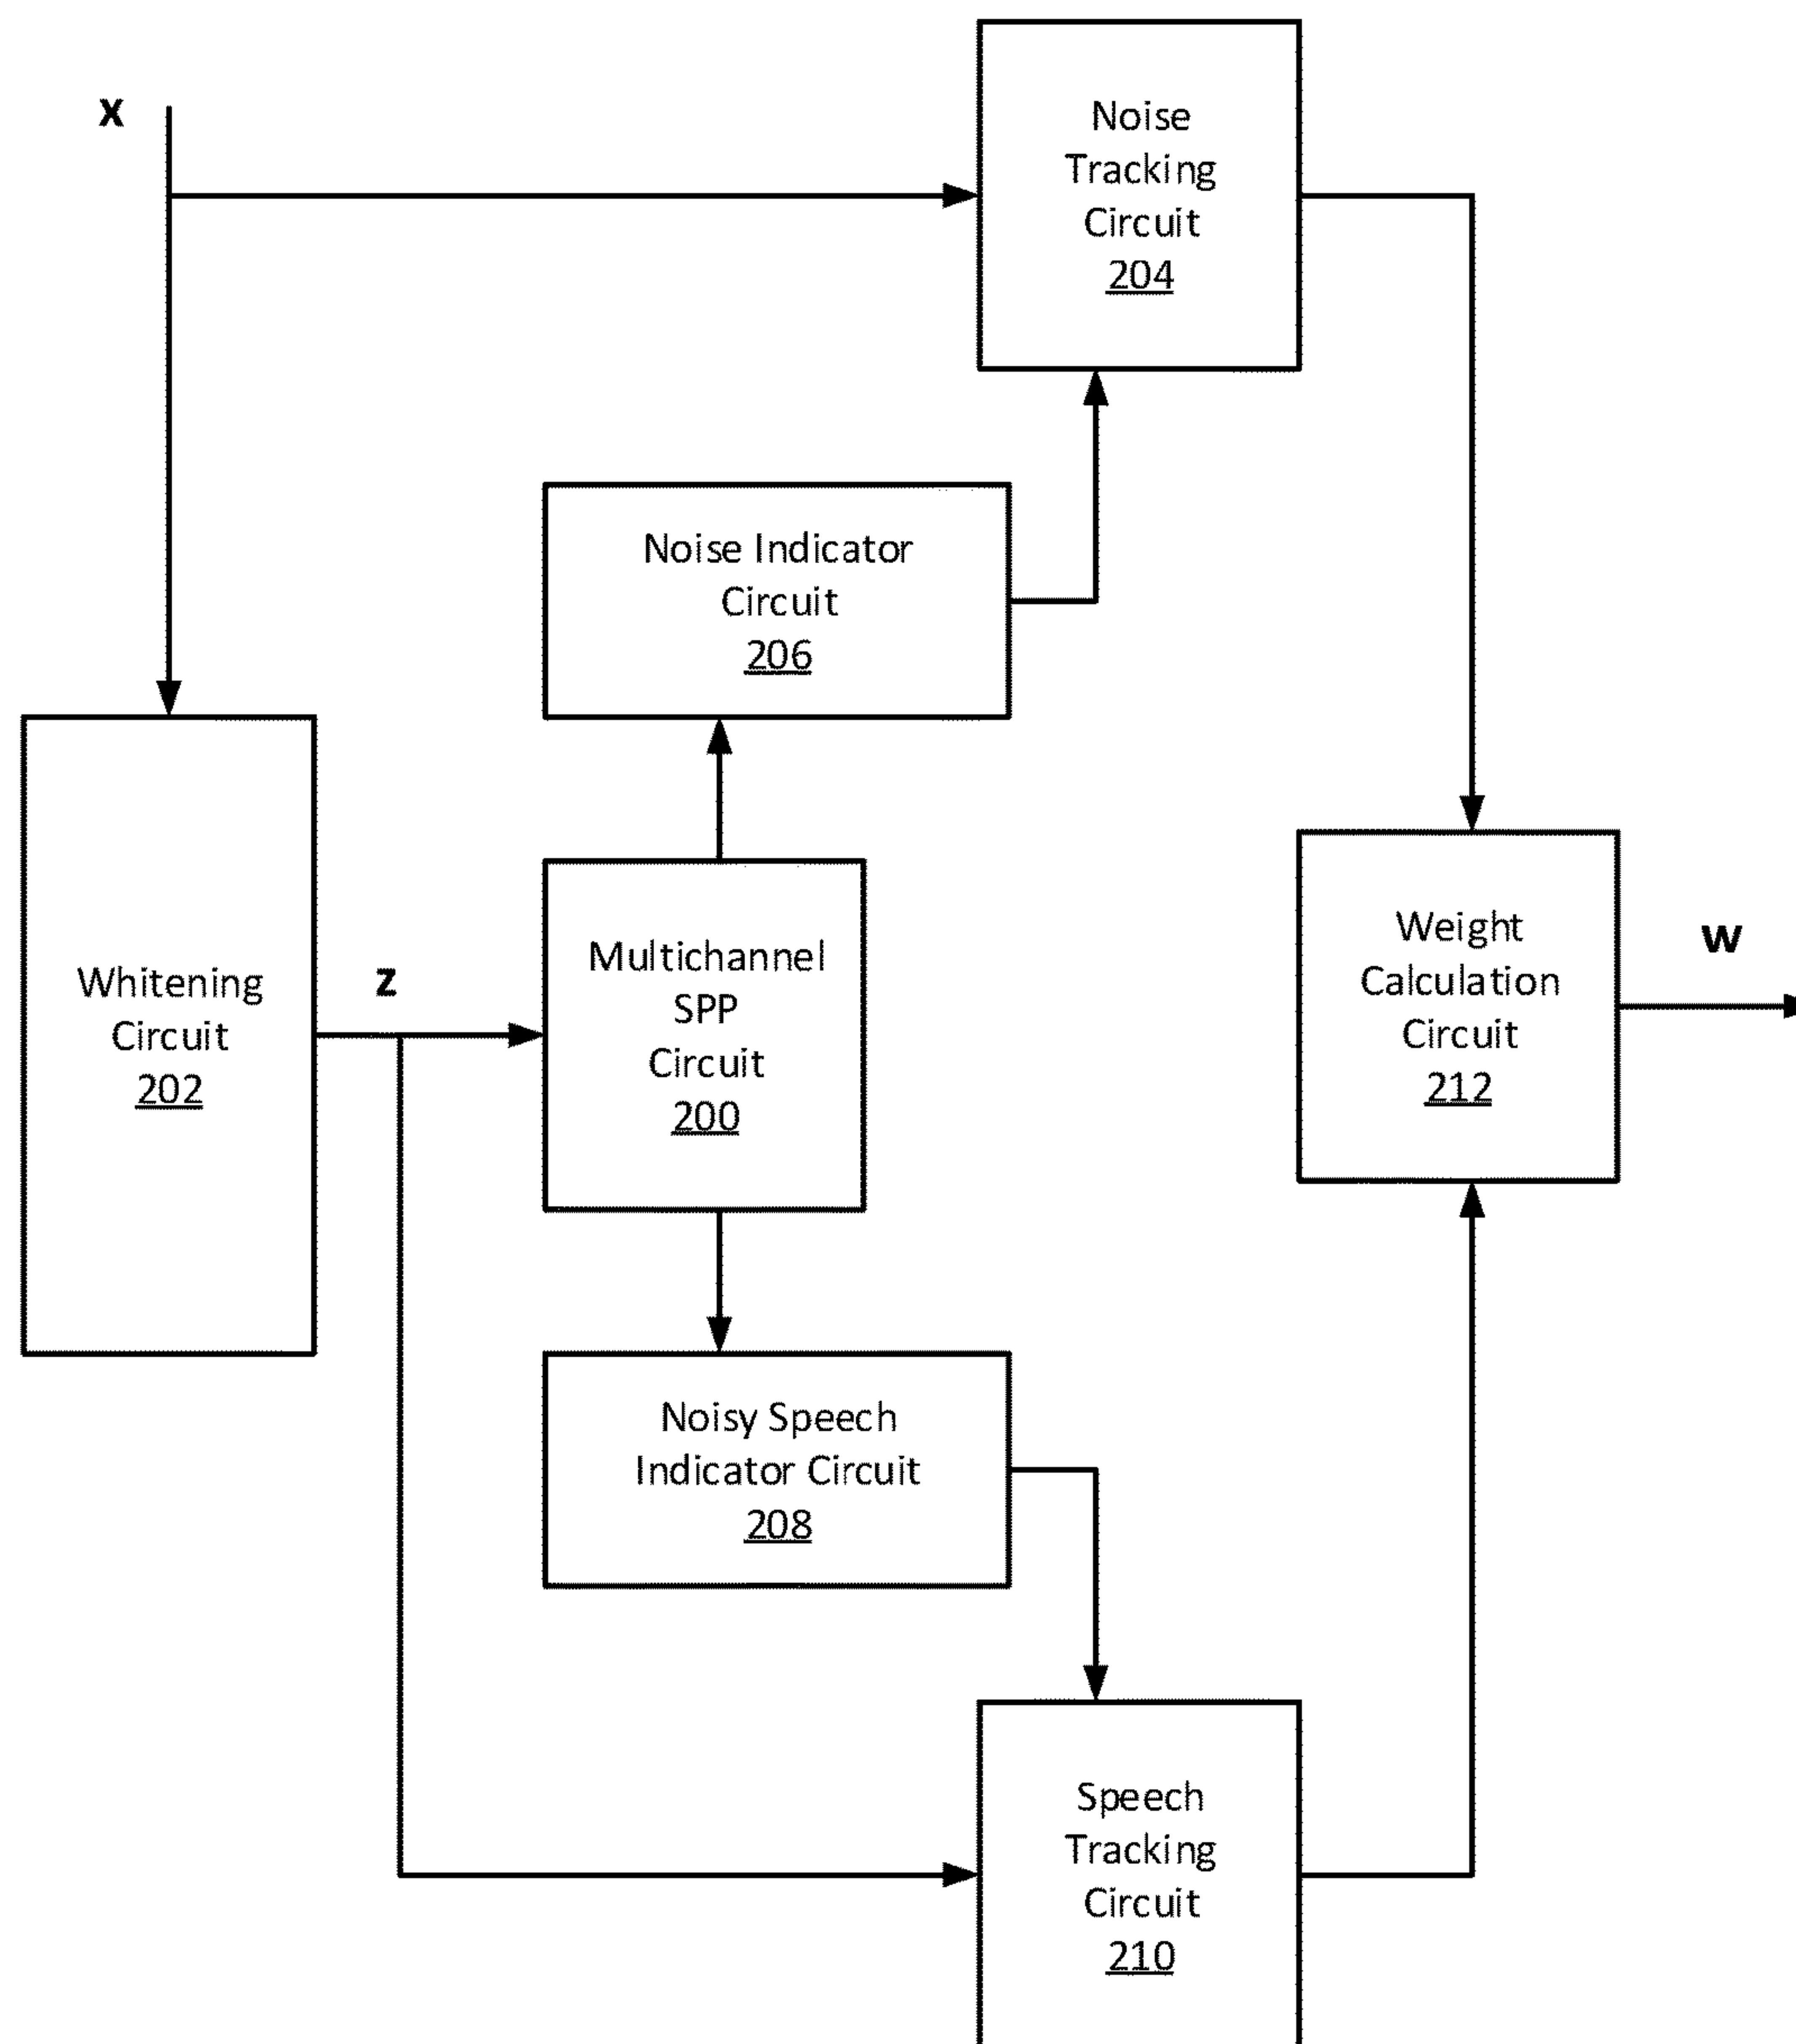 x
Noise
Tracking
Circuit
204
Noise Indicator
Circuit
206
Whitening
Circuit
202
z
Multichannel
SPP
Circuit
200
Weight
Calculation
Circuit
212
w
Noisy Speech
Indicator Circuit
208
Speech
Tracking
Circuit
210